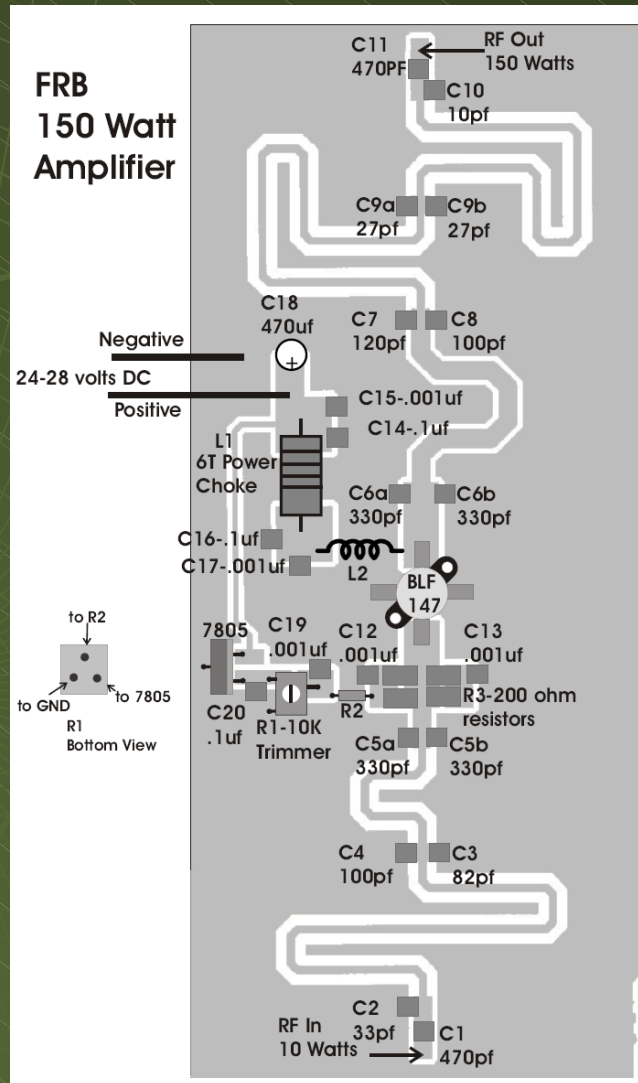 FRB
150 Watt
Amplifier
C11
470PF
RF Out
150 Watts
C10
10pf
C9a
27pf
C9b
27pf
C18
470uf
C7
120pf
C8
100pf
Negative
24-28 volts DC
Positive
+
C15-.001uf
C14-.1uf
L1
6T Power
Choke
C6a
330pf
C6b
330pf
C16-.1uf
C17-.001uf
L2
BLF
147
to R2
to GND
to 7805
R1
Bottom View
7805
C19
.001uf
C12
.001uf
C13
.001uf
C20
.1uf
R1-10K
Trimmer
R2
R3-200 ohm
resistors
C5a
330pf
C5b
330pf
C4
100pf
C3
82pf
C2
33pf
RF In
10 Watts
C1
470pf